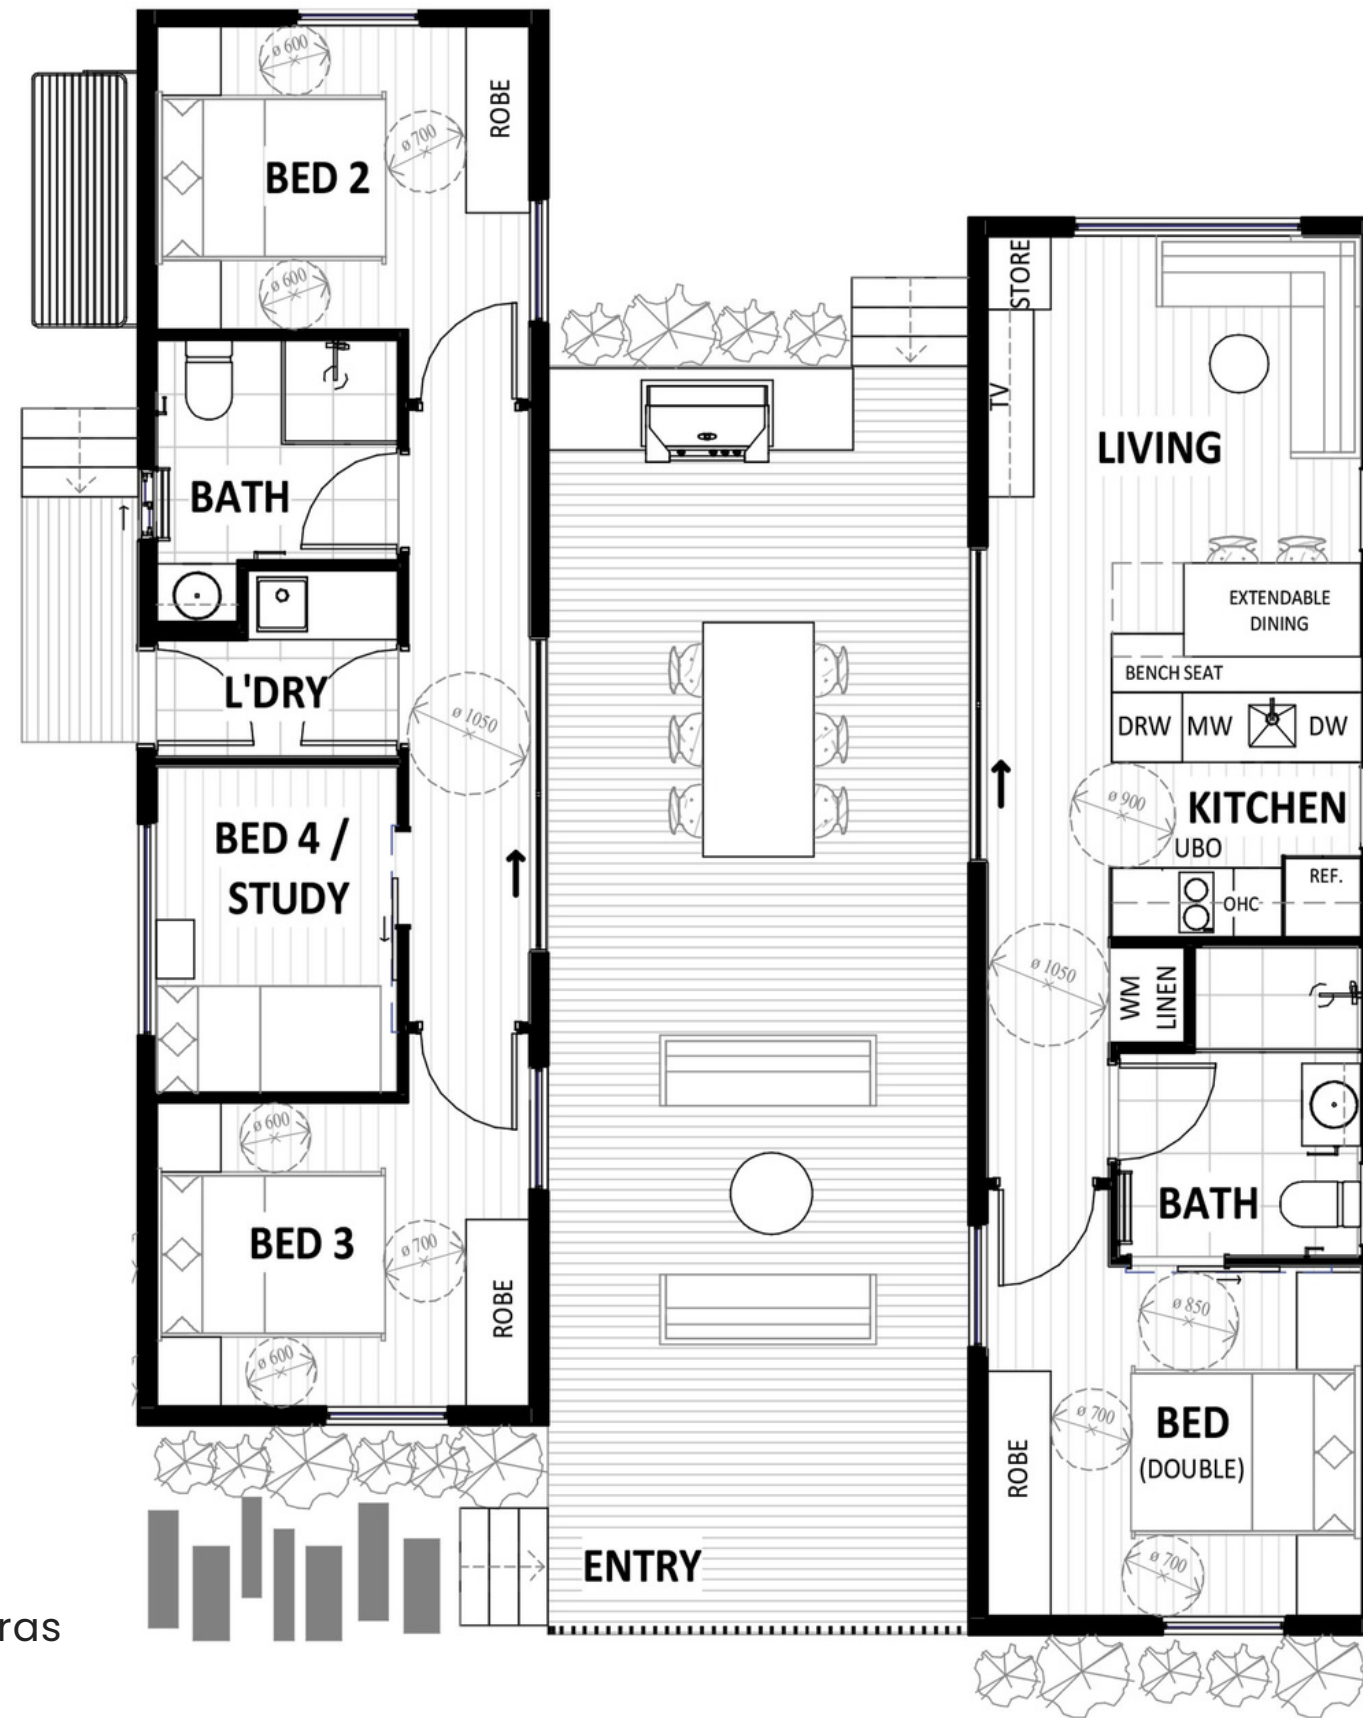 ø 600
ROBE
ø 700
BED 2
ø 600
BATH
L'DRY
ø 1050
BED 4 /
STUDY
ø 600
BED 3
ø 700
ROBE
ø 600
ENTRY
ras
STORE
TV
LIVING
EXTENDABLE
DINING
BENCH SEAT
DRW
MW
DW
ø 900
KITCHEN
UBO
REF.
OHC
ø 1050
WM
LINEN
BATH
ø 850
ROBE
ø 700
BED
(DOUBLE)
ø 700